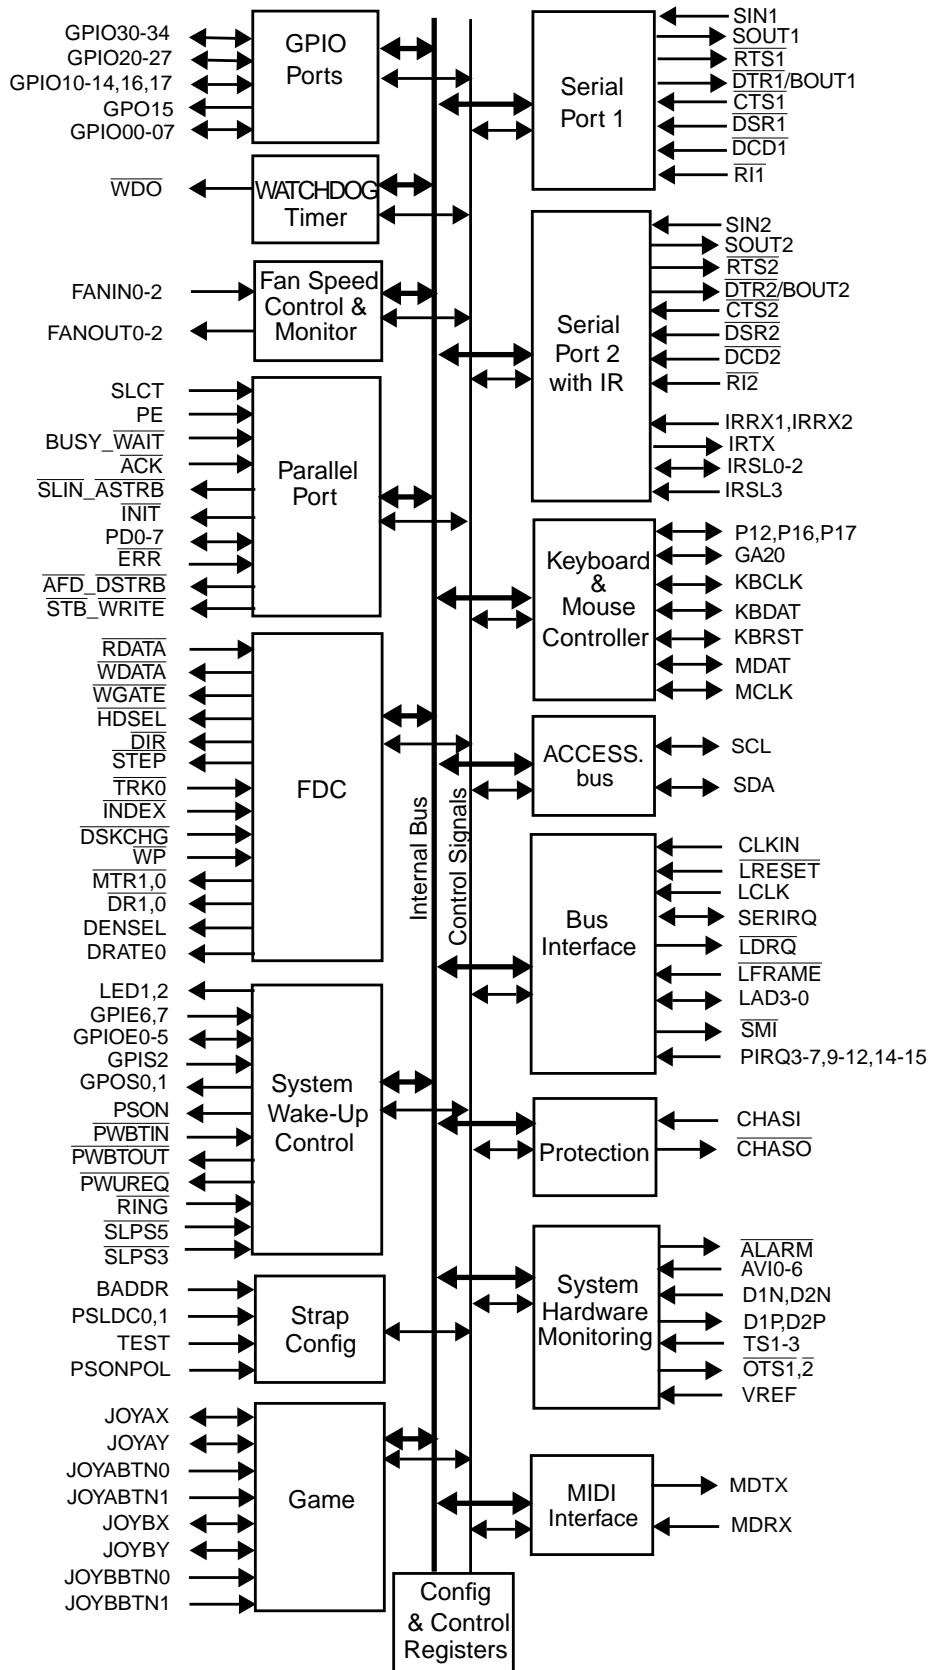 GPIO30-34
GPIO20-27
GPIO10-14,16,17
GPO15
GPIO00-07
GPIO
Ports
WDO
WATCHDOG
Timer
FANIN0-2
FANOUT0-2
Fan Speed
Control &
Monitor
SLCT
PE
BUSY_WAIT
ACK
SLIN_ASTRB
INIT
PD0-7
ERR
AFD_DSTRB
STB_WRITE
Parallel
Port
RDATA
WDATA
WGATE
HDSEL
DIR
STEP
TRK0
INDEX
DSKCHG
WP
MTR1,0
DR1,0
DENSEL
DRATE0
FDC
LED1,2
GPIE6,7
GPIOE0-5
GPIS2
GPOS0,1
PSON
PWBTIN
PWBTOUT
PWUREQ
RING
SLPS5
SLPS3
System
Wake-Up
Control
BADDR
PSLDC0,1
TEST
PSONPOL
Strap
Config
JOYAX
JOYAY
JOYABTN0
JOYABTN1
JOYBX
JOYBY
JOYBBTN0
JOYBBTN1
Game
Internal Bus
Control Signals
Serial
Port 1
SIN1
SOUT1
RTS1
DTR1/BOUT1
CTS1
DSR1
DCD1
RI1
Serial
Port 2
with IR
SIN2
SOUT2
RTS2
DTR2/BOUT2
CTS2
DSR2
DCD2
RI2
IRRX1,IRRX2
IRTX
IRSL0-2
IRSL3
Keyboard
&
Mouse
Controller
P12,P16,P17
GA20
KBCLK
KBDAT
KBRST
MDAT
MCLK
ACCESS.
bus
SCL
SDA
Bus
Interface
CLKIN
LRESET
LCLK
SERIRQ
LDRQ
LFRAME
LAD3-0
SMI
PIRQ3-7,9-12,14-15
Protection
CHASI
CHASO
System
Hardware
Monitoring
ALARM
AVI0-6
D1N,D2N
D1P,D2P
TS1-3
OTS1,2
VREF
MIDI
Interface
MDTX
MDRX
Config
& Control
Registers